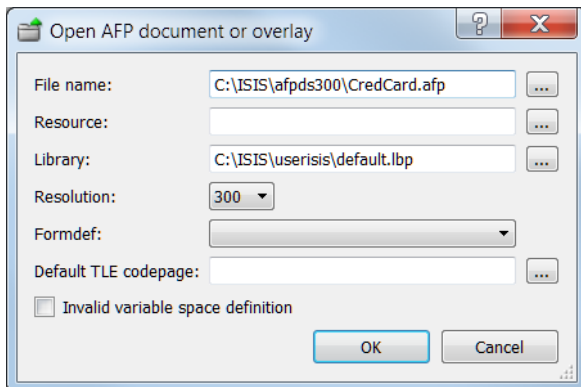 Open AFP document or overlay
File name: C:\ISIS\afpds300\CredCard.afp ...
Resource: ...
Library: C:\ISIS\userisis\default.lbp ...
Resolution: 300
Formdef:
Default TLE codepage: ...
Invalid variable space definition
OK Cancel